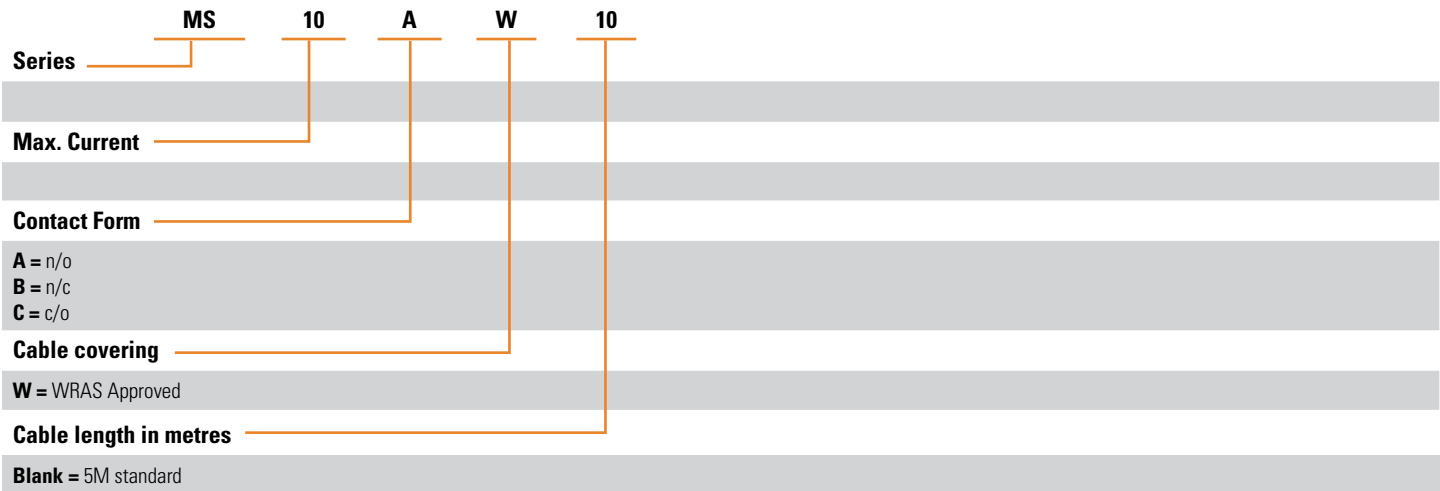 MS 10 A W 10
Series
Max. Current
Contact Form
A = n/o
B = n/c
C = c/o
Cable covering
W = WRAS Approved
Cable length in metres
Blank = 5M standard